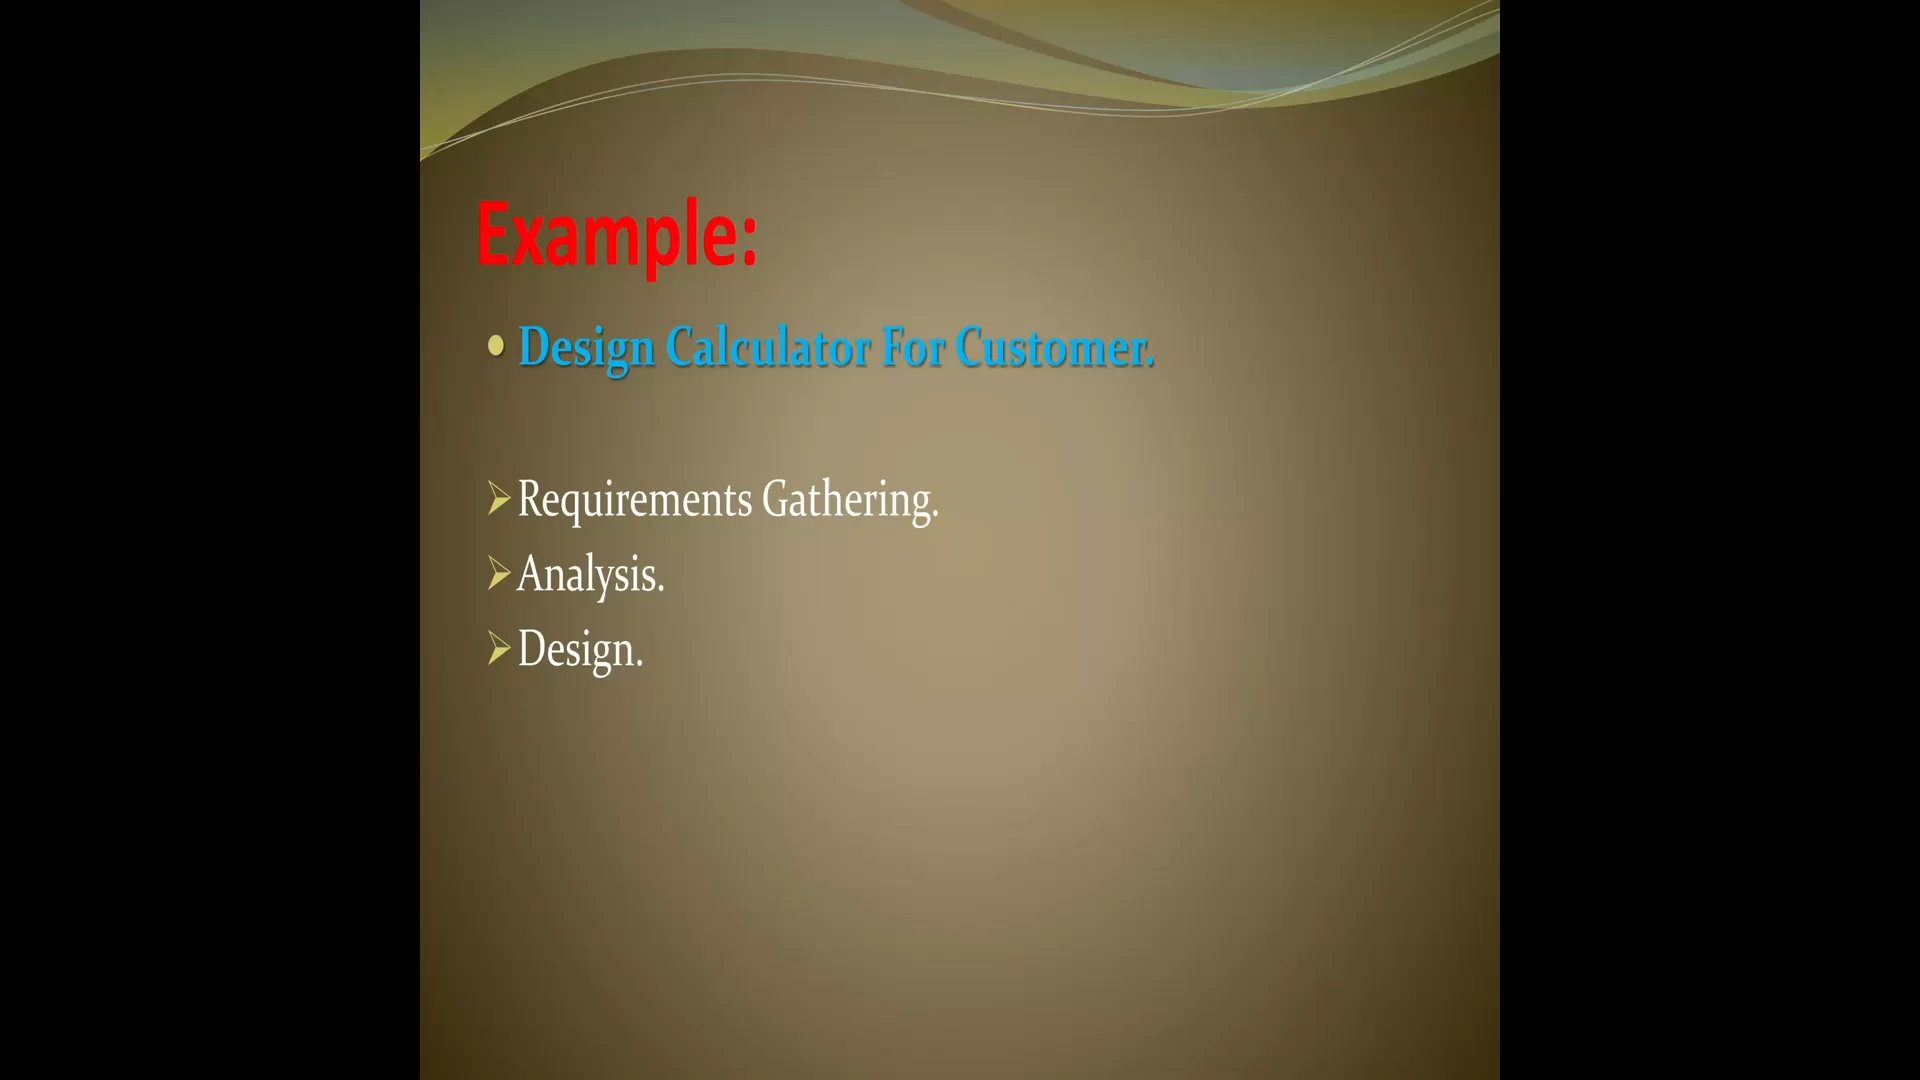 Example:
Design Calculator For Customer.
Requirements Gathering.
Analysis.
Design.